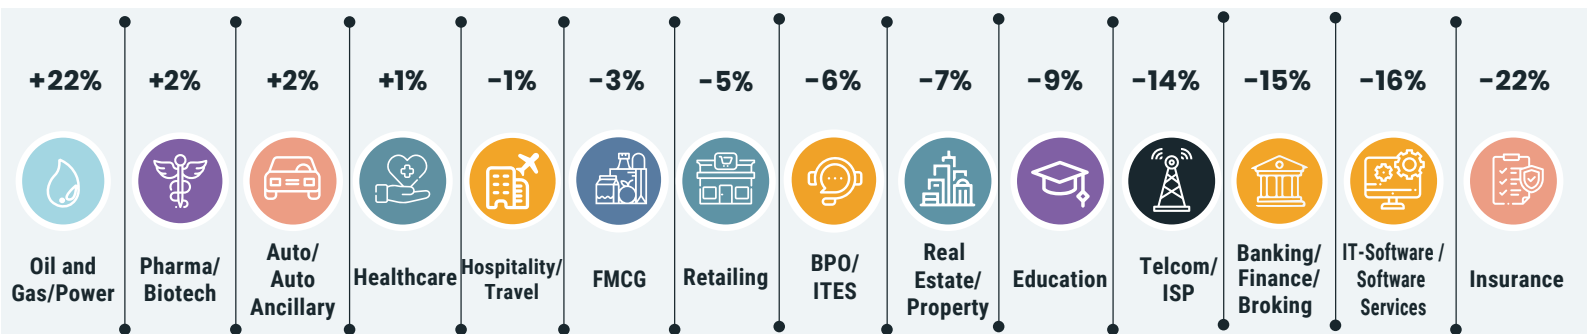 +22%
+2%
+2%
+1%
-1%
-3%
-5%
-6%
-7%
-9%
-14%
-15%
-16%
-22%
Oil and
Gas/Power
Pharma/
Biotech
Auto/
Auto
Ancillary
Healthcare
Hospitality/
Travel
FMCG
Retailing
BPO/
ITES
Real
Estate/
Property
Education
Telcom/
ISP
Banking/
Finance/
Broking
IT-Software /
Software
Services
Insurance